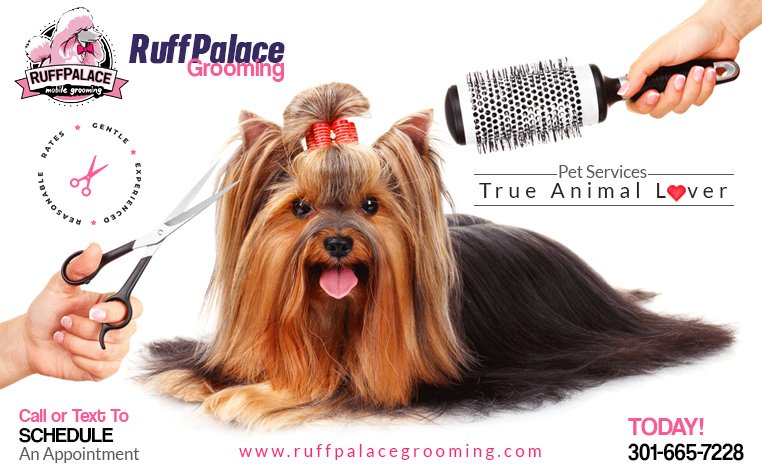 RUFFPALACE
mobile grooming
RuffPalace
Grooming
REASONABLE RATES * GENTLE * EXPERIENCED *
Pet Services
True Animal L❤ver
Call or Text To
SCHEDULE
An Appointment
www.ruffpalacegrooming.com
TODAY!
301-665-7228